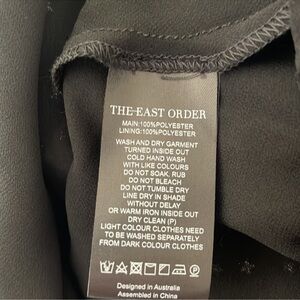 THE EAST ORDER
MAIN:100%POLYESTER
LINING:100%POLYESTER
WASH AND DRY GARMENT
TURNED INSIDE OUT
COLD HAND WASH
WITH LIKE COLOURS
DO NOT SOAK. RUB
DO NOT BLEACH
DO NOT TUMBLE DRY
LINE DRY IN SHADE
WITHOUT DELAY
OR WARM IRON INSIDE OUT
DRY CLEAN (P)
LIGHT COLOUR CLOTHES NEED
TO BE WASHED SEPARATELY
FROM DARK COLOUR CLOTHES
P
Designed in Australia
Assembled in China